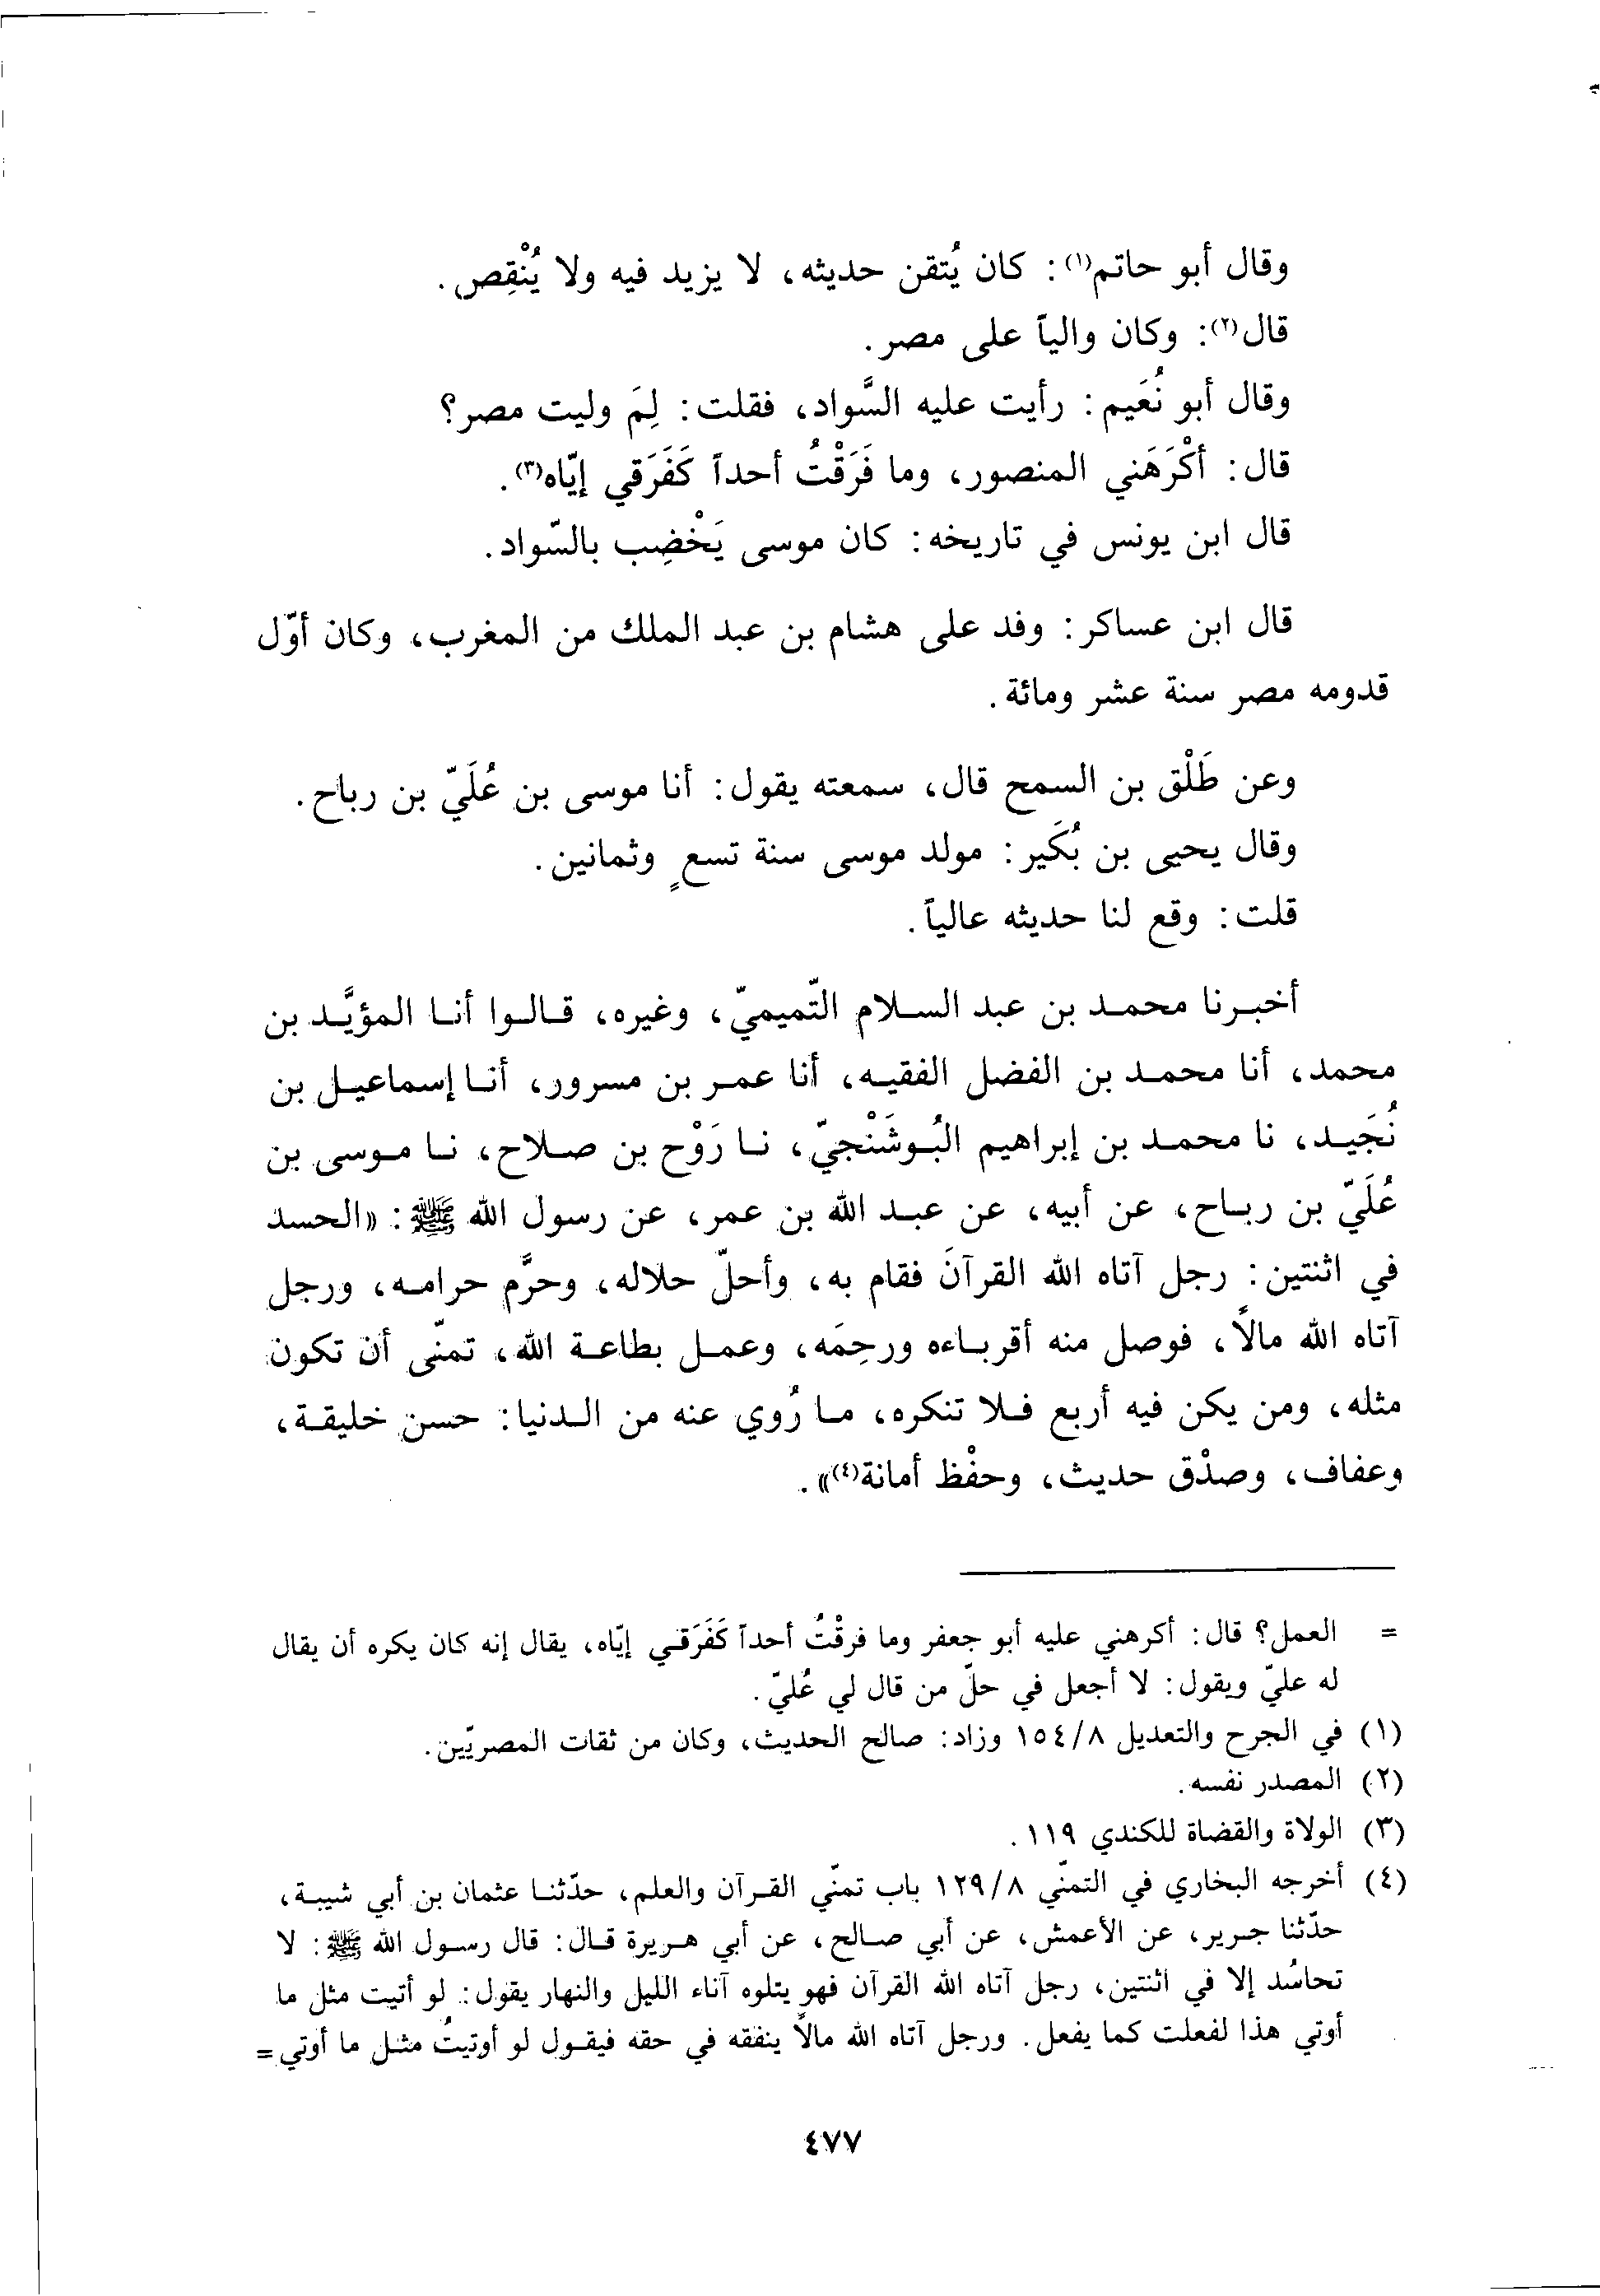 وقال أبو حاتم(١): كان يُتقن حديثه، لا يزيد فيه ولا يُنْقِص.
قال(٢): وكان والياً على مصر.
وقال أبو نُعَيم: رأيت عليه السَّواد، فقلت: لِمَ وليت مصر؟
قال: أكْرَهَني المنصور، وما فَرَقْتُ أحداً كَفَرَقي إيّاه(٣).
قال ابن يونس في تاريخه: كان موسى يَخْضِب بالسّواد.
قال ابن عساكر: وفد على هشام بن عبد الملك من المغرب، وكان أوّل
قدومه مصر سنة عشر ومائة.
وعن طَلْق بن السمح قال، سمعته يقول: أنا موسى بن عُلَيّ بن رباح.
وقال يحيى بن بُكَير: مولد موسى سنة تسعٍ وثمانين.
قلت: وقع لنا حديثه عالياً.
أخبرنا محمد بن عبد السلام التّميميّ، وغيره، قالوا أنا المؤيَّد بن
محمد، أنا محمد بن الفضل الفقيه، أنا عمر بن مسرور، أنا إسماعيل بن
نُجَيد، نا محمد بن إبراهيم البُوشَنْجيّ، نا رَوْح بن صلاح، نا موسى بن
عُلَيّ بن رباح، عن أبيه، عن عبد الله بن عمر، عن رسول الله ﷺ: «الحسد
في اثنتين: رجل آتاه الله القرآنَ فقام به، وأحلّ حلاله، وحرَّم حرامه، ورجل
آتاه الله مالاً، فوصل منه أقرباءه ورحِمَه، وعمل بطاعة الله، تمنّى أن تكون
مثله، ومن يكن فيه أربع فلا تنكره، ما رُوي عنه من الدنيا: حسن خليقة،
وعفاف، وصدْق حديث، وحفْظ أمانة(٤)».
= العمل؟ قال: أكرهني عليه أبو جعفر وما فرقْتُ أحداً كَفَرَقي إيّاه، يقال إنه كان يكره أن يقال
له عليّ ويقول: لا أجعل في حلّ من قال لي عُليّ.
(١) في الجرح والتعديل ١٥٤/٨ وزاد: صالح الحديث، وكان من ثقات المصريّين.
(٢) المصدر نفسه.
(٣) الولاة والقضاة للكندي ١١٩.
(٤) أخرجه البخاري في التمنّي ١٢٩/٨ باب تمنّي القرآن والعلم، حدّثنا عثمان بن أبي شيبة،
حدّثنا جرير، عن الأعمش، عن أبي صالح، عن أبي هريرة قال: قال رسول الله ﷺ: لا
تحاسُد إلا في اثنتين، رجل آتاه الله القرآن فهو يتلوه آناء الليل والنهار يقول: لو أتيت مثل ما
أوتي هذا لفعلت كما يفعل. ورجل آتاه الله مالاً ينفقه في حقه فيقول لو أوتيتُ مثل ما أوتي =
٤٧٧